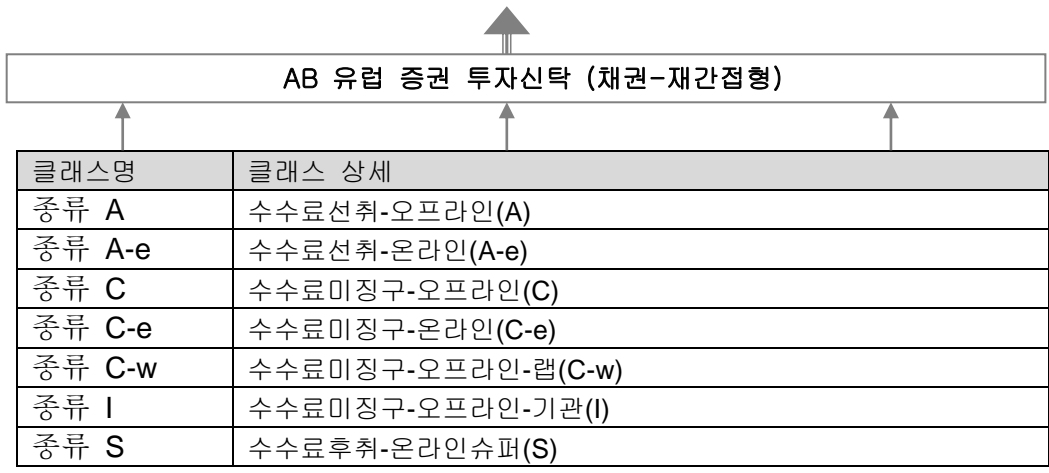 AB 유럽 증권 투자신탁 (채권-재간접형)
클래스명 클래스 상세
종류 A 수수료선취-오프라인(A)
종류 A-e 수수료선취-온라인(A-e)
종류 C 수수료미징구-오프라인(C)
종류 C-e 수수료미징구-온라인(C-e)
종류 C-w 수수료미징구-오프라인-랩(C-w)
종류 I 수수료미징구-오프라인-기관(I)
종류 S 수수료후취-온라인슈퍼(S)